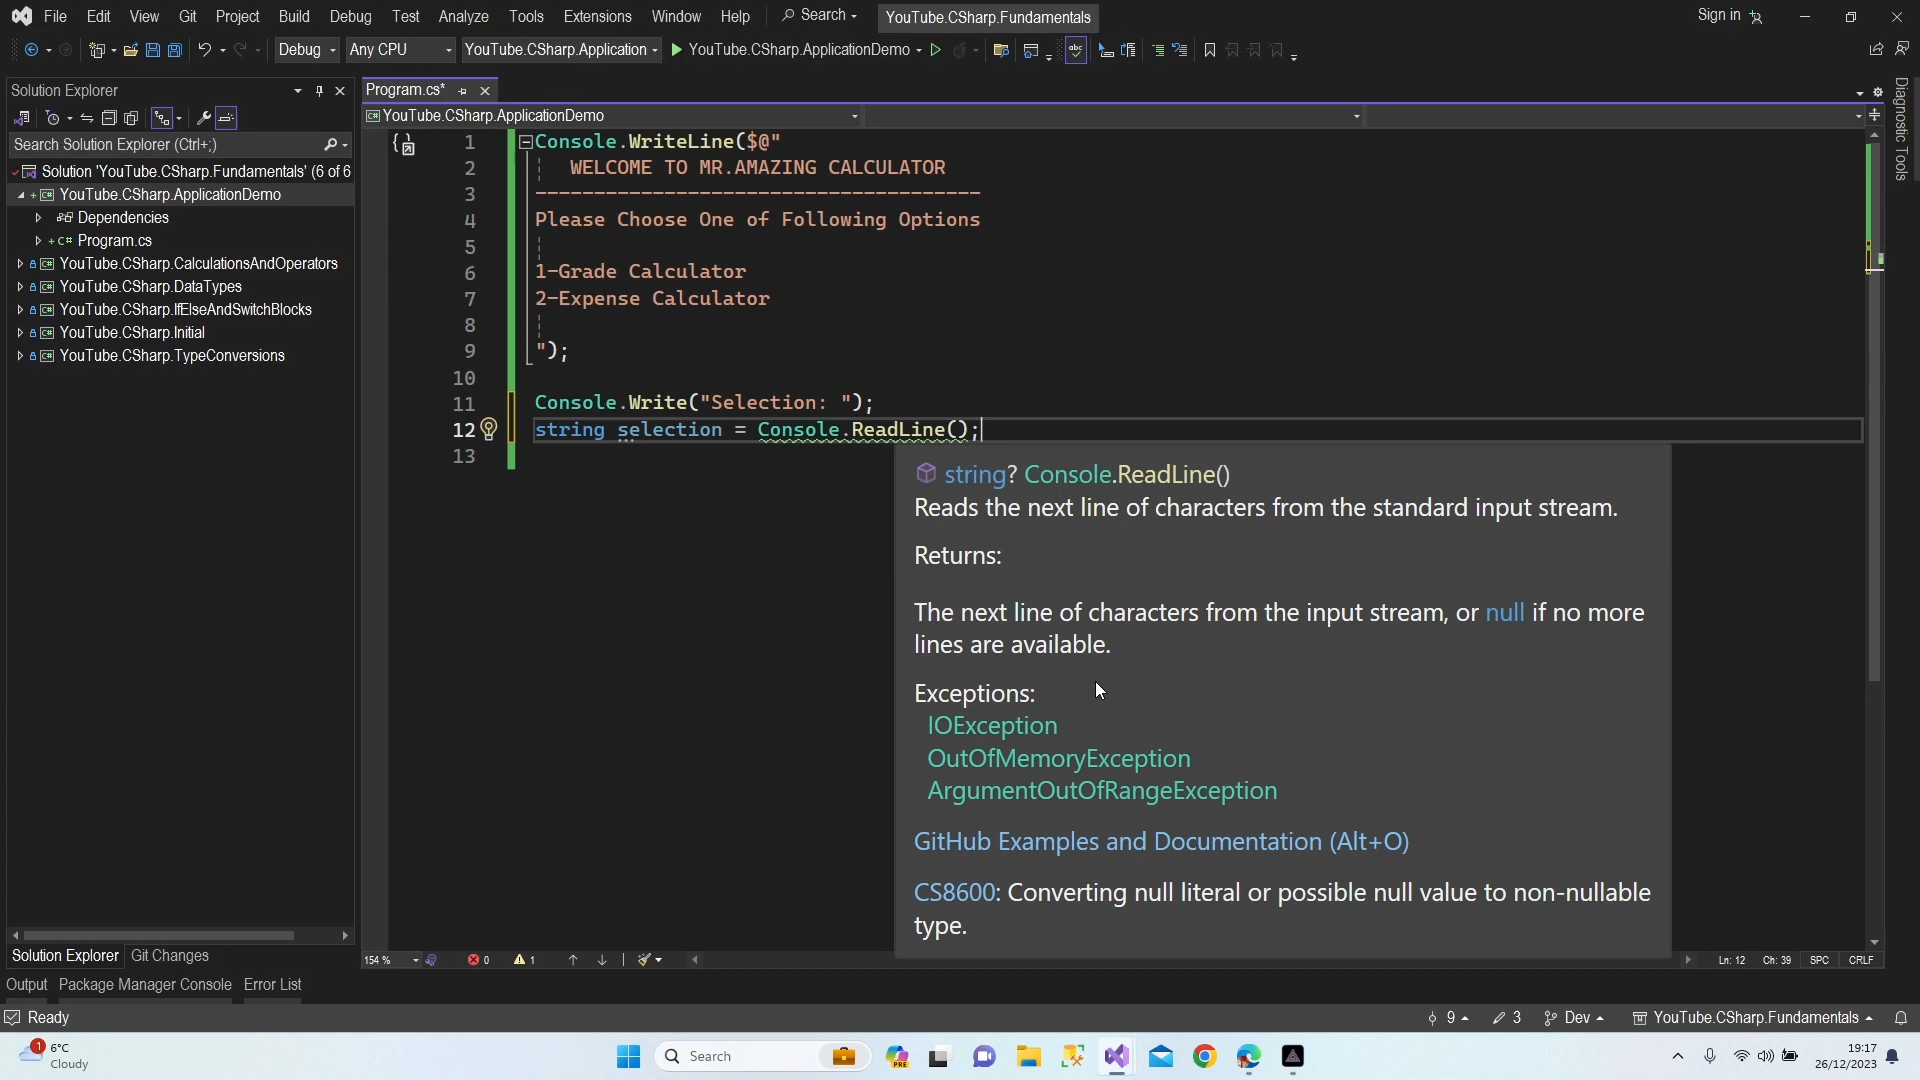 File Edit View Git Project Build Debug Test Analyze Tools Extensions Window Help Search YouTube.CSharp.Fundamentals Sign in
Debug Any CPU YouTube.CSharp.Application YouTube.CSharp.ApplicationDemo
Solution Explorer
Search Solution Explorer (Ctrl+;)
Solution 'YouTube.CSharp.Fundamentals' (6 of 6
YouTube.CSharp.ApplicationDemo
Dependencies
C# Program.cs
YouTube.CSharp.CalculationsAndOperators
YouTube.CSharp.DataTypes
YouTube.CSharp.IfElseAndSwitchBlocks
YouTube.CSharp.Initial
YouTube.CSharp.TypeConversions
Solution Explorer Git Changes
Output Package Manager Console Error List
Program.cs*
YouTube.CSharp.ApplicationDemo
1 Console.WriteLine($@"
2 WELCOME TO MR.AMAZING CALCULATOR
3 --------------------------------------
4 Please Choose One of Following Options
5
6 1-Grade Calculator
7 2-Expense Calculator
8
9 ");
10
11 Console.Write("Selection: ");
12 string selection = Console.ReadLine();
13
string? Console.ReadLine()
Reads the next line of characters from the standard input stream.
Returns:
The next line of characters from the input stream, or null if no more
lines are available.
Exceptions:
IOException
OutOfMemoryException
ArgumentOutOfRangeException
GitHub Examples and Documentation (Alt+O)
CS8600: Converting null literal or possible null value to non-nullable
type.
154 % 0 1 Ln: 12 Ch: 39 SPC CRLF
Diagnostic Tools
Ready 9 3 Dev YouTube.CSharp.Fundamentals
1
6°C
Cloudy
Search
PRE
19:17
26/12/2023